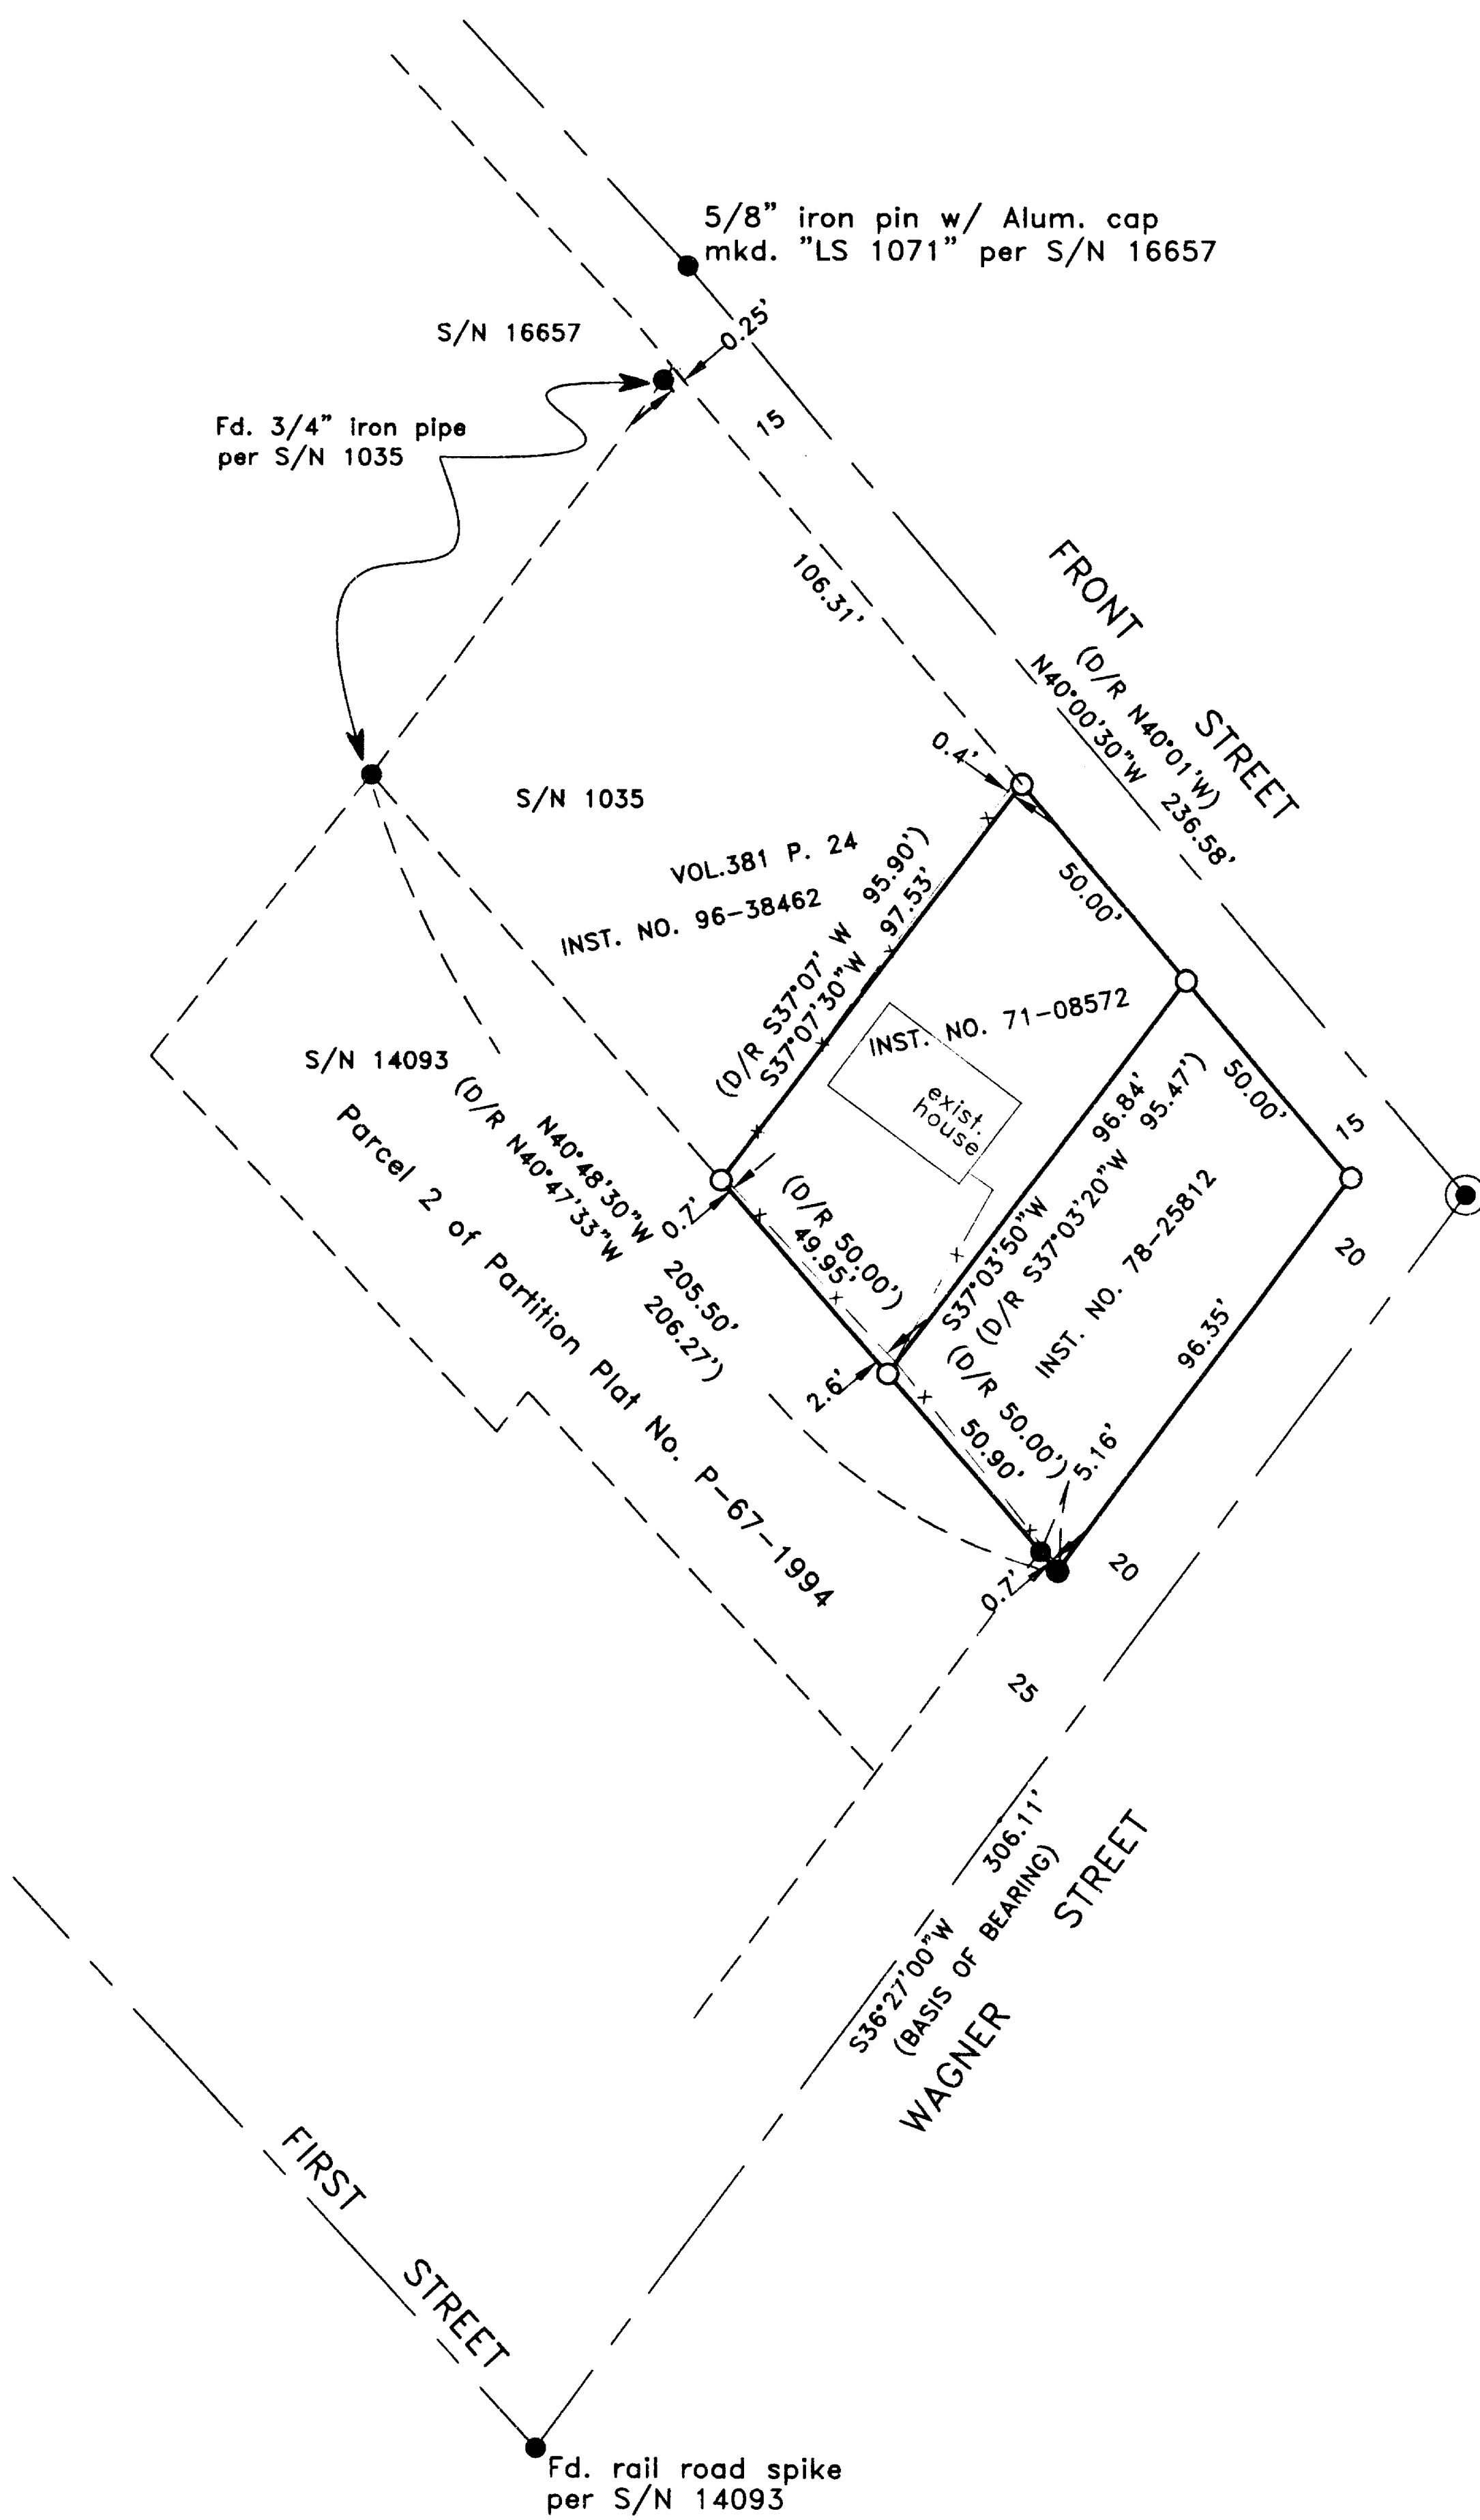 5/8" iron pin w/ Alum. cap
mkd. "LS 1071" per S/N 16657
0.25'
S/N 16657
Fd. 3/4" iron pipe
per S/N 1035
15
106.31'
FRONT STREET
(D/R N40°01'W)
N40°00'30"W 236.58'
0.4'
S/N 1035
VOL.381 P. 24
INST. NO. 96-38462
(D/R S37°07' W 95.90')
S37°07'30"W 97.53'
50.00'
INST. NO. 71-08572
exist.
house
S/N 14093
Parcel 2 of Partition Plat No. P-67-1994
N40°48'30"W 205.50'
(D/R N40°47'33"W 206.27')
0.7'
(D/R 50.00')
49.95'
96.84'
S37°03'50"W
(D/R S37°03'20"W 95.47')
50.00'
15
INST. NO. 78-25812
20
96.35'
2.6'
(D/R 50.00')
50.90'
5.16'
0.7'
20
25
306.11'
S36°27'00"W
(BASIS OF BEARING)
WAGNER STREET
FIRST STREET
Fd. rail road spike
per S/N 14093